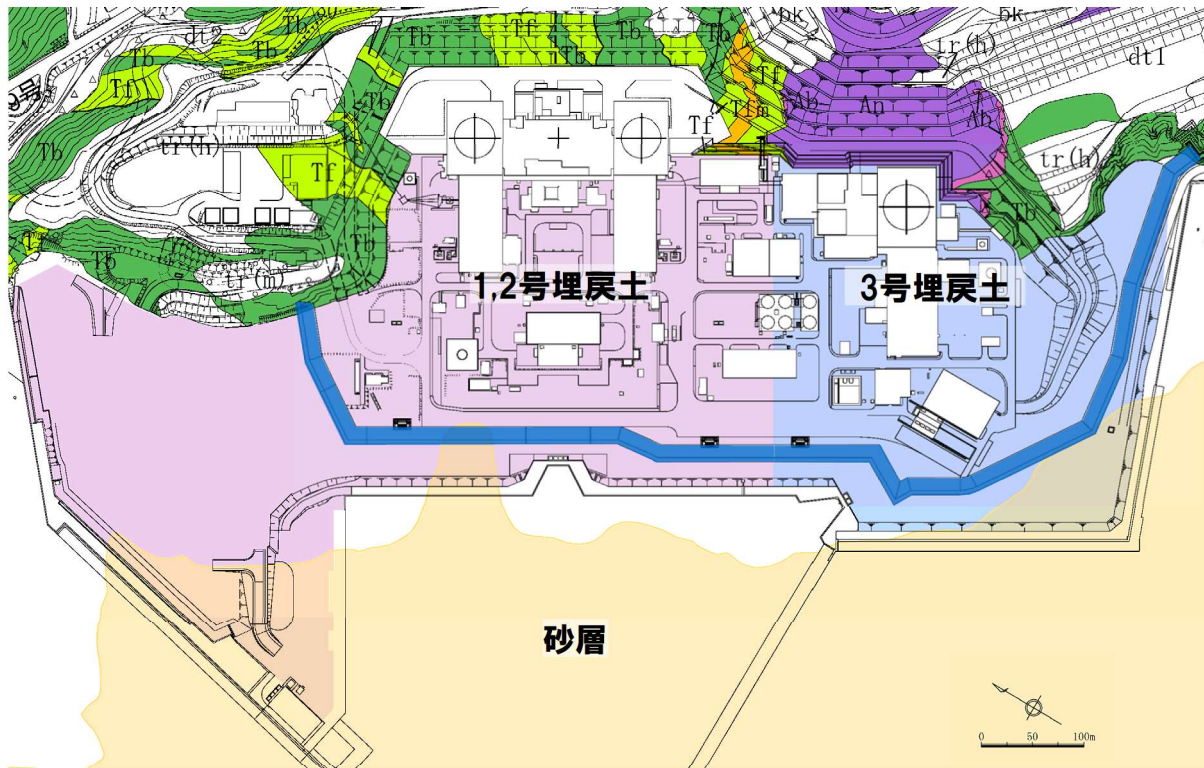 Tb
Tf
Tb
Tb
bk
bk
dt2
Tb
Tb
Tf
tr(h)
dt1
Tf
Tb
Tfm
Ab
An
Ab
9号
Tf
Tb
tr(h)
tr(h)
Tf
Tb
Tb
Tb
Tb
tr(m)
1,2号埋戻土
3号埋戻土
砂層
0 50 100m